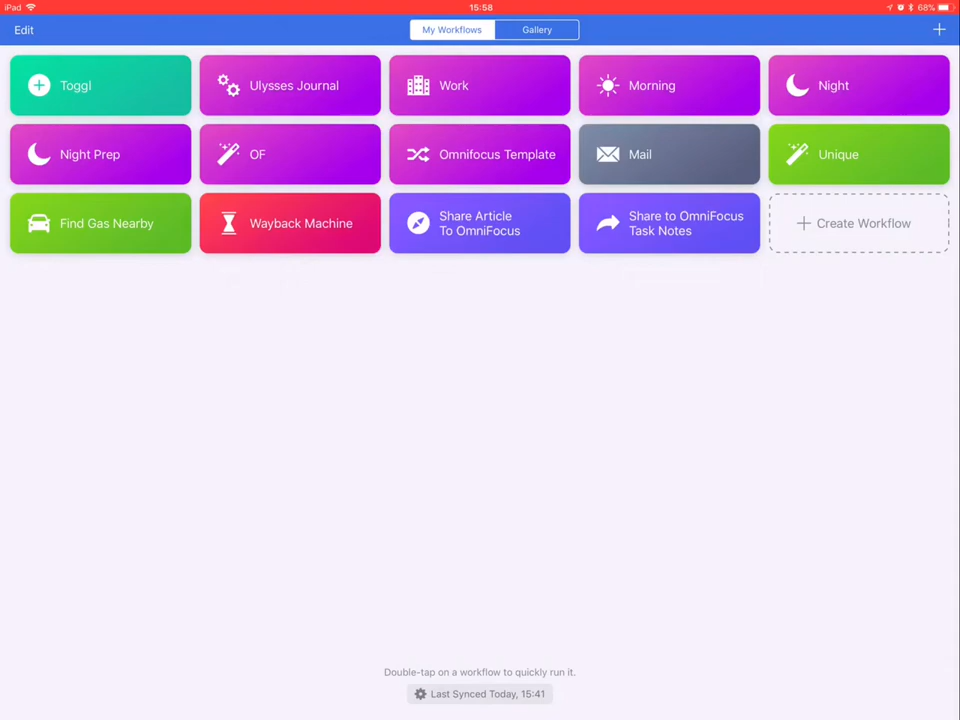 iPad 15:58 68%
Edit My Workflows Gallery
Toggl Ulysses Journal Work Morning Night
Night Prep OF Omnifocus Template Mail Unique
Find Gas Nearby Wayback Machine Share Article Share to OmniFocus Create Workflow
To OmniFocus Task Notes
Double-tap on a workflow to quickly run it.
Last Synced Today, 15:41